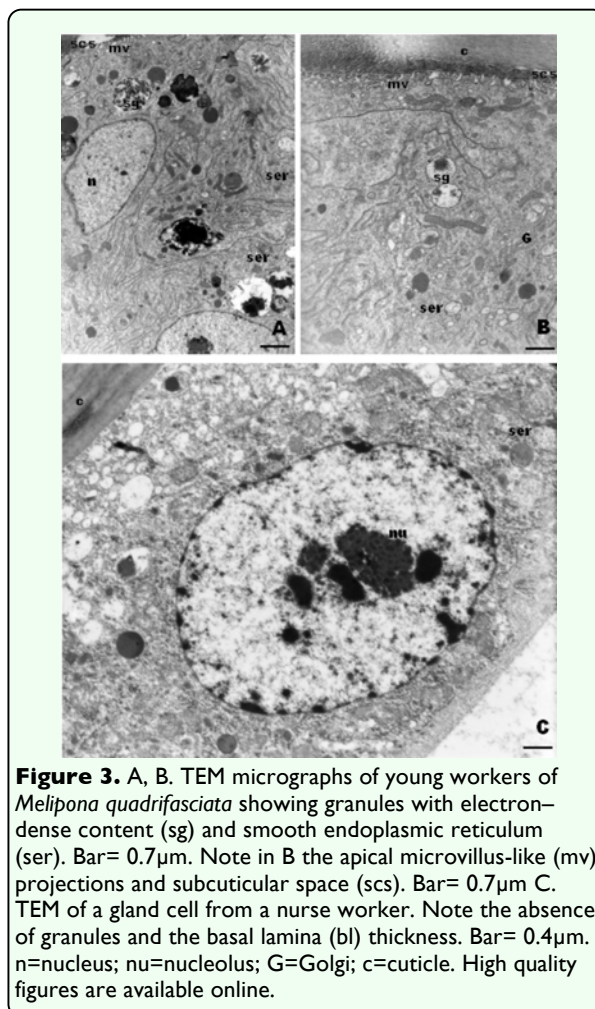 c
scs
mv
scs
mv
sg
sg
n
ser
G
ser
ser
A
B
c
ser
nu
C
Figure 3. A, B. TEM micrographs of young workers of
Melipona quadrifasciata showing granules with electron–
dense content (sg) and smooth endoplasmic reticulum
(ser). Bar= 0.7µm. Note in B the apical microvillus-like (mv)
projections and subcuticular space (scs). Bar= 0.7µm C.
TEM of a gland cell from a nurse worker. Note the absence
of granules and the basal lamina (bl) thickness. Bar= 0.4µm.
n=nucleus; nu=nucleolus; G=Golgi; c=cuticle. High quality
figures are available online.